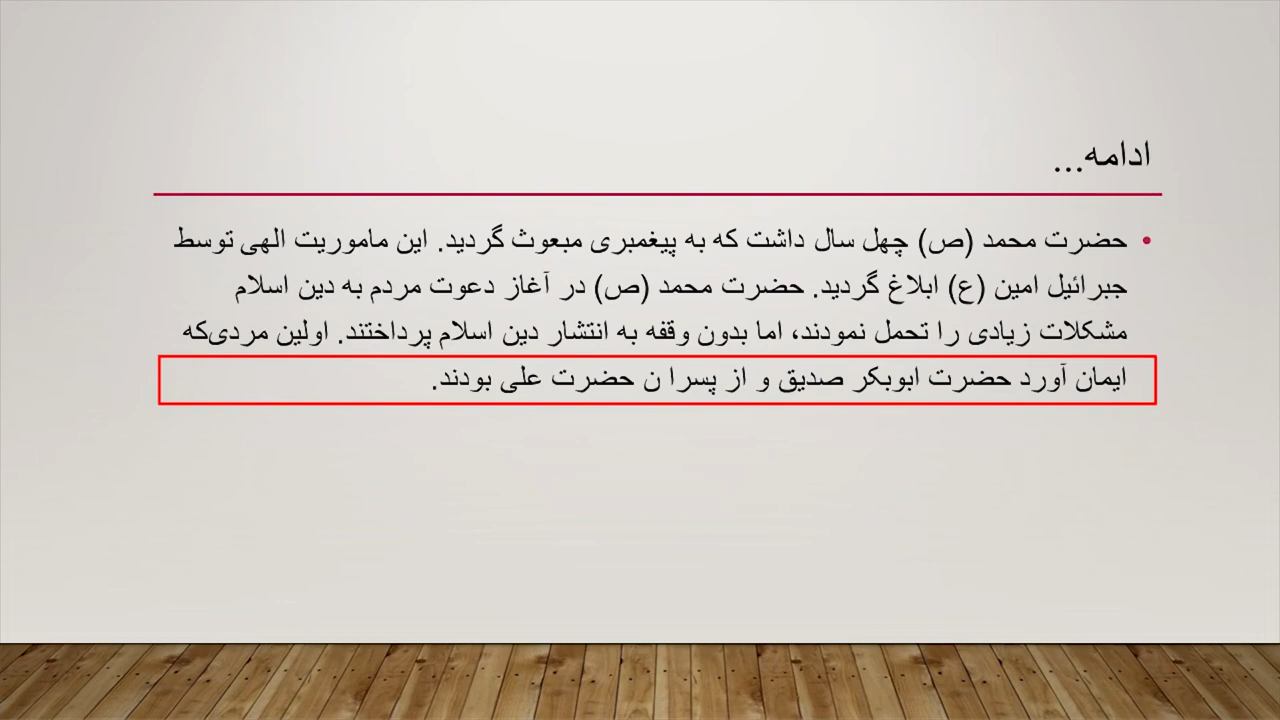 ادامه...
• حضرت محمد (ص) چهل سال داشت که به پیغمبری مبعوث گردید. این ماموریت الهی توسط
جبرائیل امین (ع) ابلاغ گردید. حضرت محمد (ص) در آغاز دعوت مردم به دین اسلام
مشکلات زیادی را تحمل نمودند، اما بدون وقفه به انتشار دین اسلام پرداختند. اولین مردی‌که
ایمان آورد حضرت ابوبکر صدیق و از پسرا ن حضرت علی بودند.